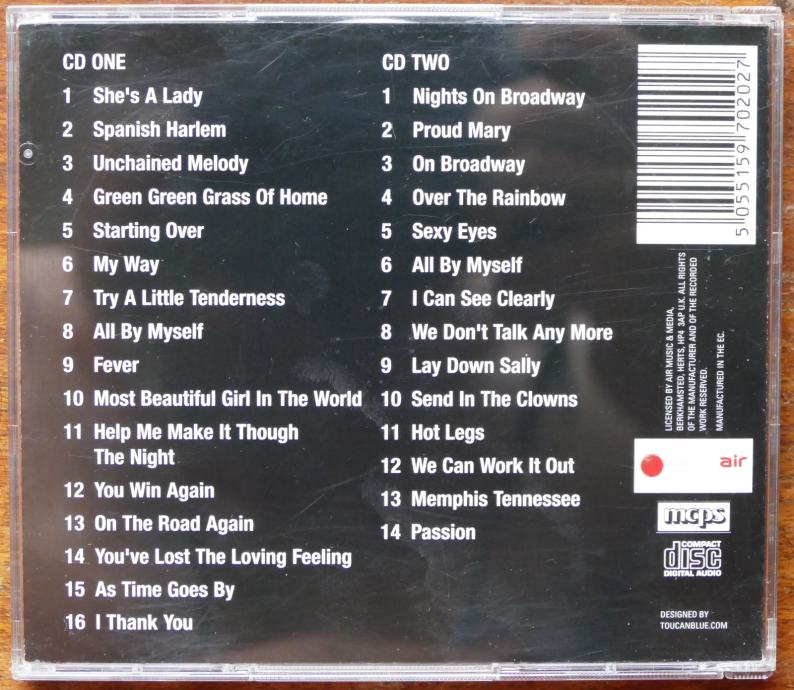 CD ONE
1 She's A Lady
2 Spanish Harlem
3 Unchained Melody
4 Green Green Grass Of Home
5 Starting Over
6 My Way
7 Try A Little Tenderness
8 All By Myself
9 Fever
10 Most Beautiful Girl In The World
11 Help Me Make It Though
The Night
12 You Win Again
13 On The Road Again
14 You've Lost The Loving Feeling
15 As Time Goes By
16 I Thank You
CD TWO
1 Nights On Broadway
2 Proud Mary
3 On Broadway
4 Over The Rainbow
5 Sexy Eyes
6 All By Myself
7 I Can See Clearly
8 We Don't Talk Any More
9 Lay Down Sally
10 Send In The Clowns
11 Hot Legs
12 We Can Work It Out
13 Memphis Tennessee
14 Passion
5 055159 702027
LICENSED BY AIR MUSIC & MEDIA,
BERKHAMSTED, HERTS, HP4 3AP U.K. ALL RIGHTS
OF THE MANUFACTURER AND OF THE RECORDED
WORK RESERVED.
MANUFACTURED IN THE EC.
air
mcps
COMPACT
disc
DIGITAL AUDIO
DESIGNED BY
TOUCANBLUE.COM